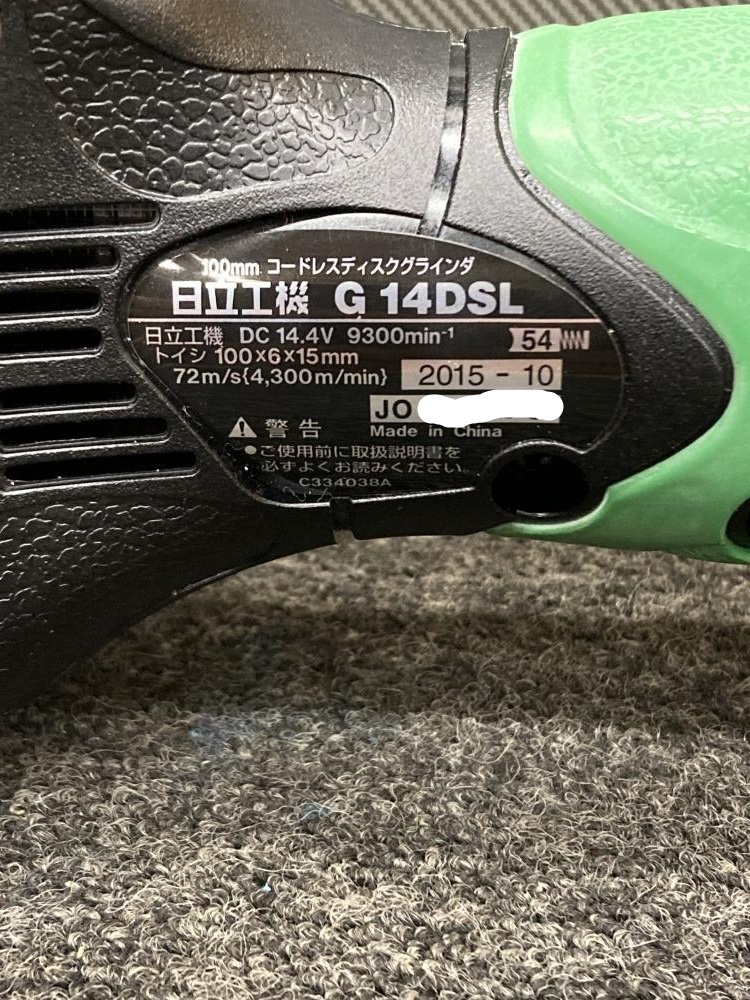 100mm コードレスディスクグラインダ
日立工機 G 14DSL
日立工機 DC 14.4V 9300min⁻¹ 54
トイシ 100×6×15mm
72m/s{4,300m/min} 2015 - 10
JO
Made in China
警告
●ご使用前に取扱説明書を
必ずよくお読みください。
C334038A